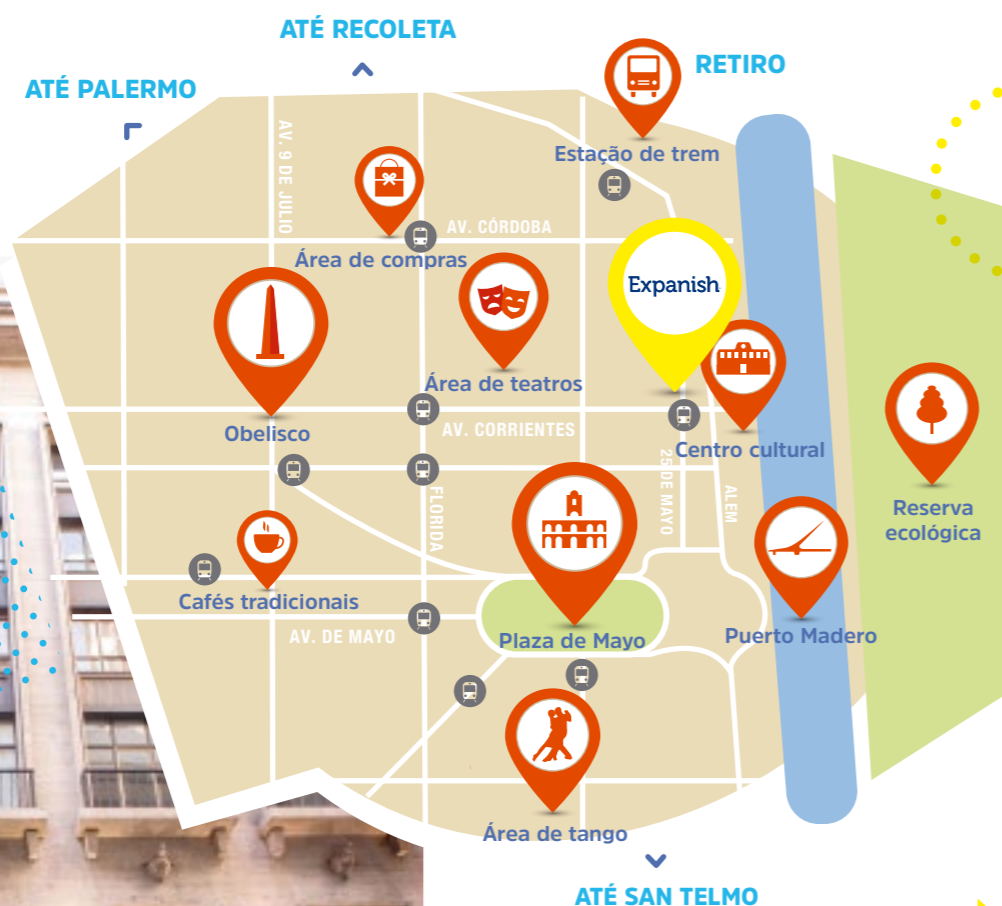 ATÉ RECOLETA
RETIRO
ATÉ PALERMO
AV. 9 DE JULIO
Estação de trem
AV. CÓRDOBA
Área de compras
Expanish
Área de teatros
Obelisco
AV. CORRIENTES
Centro cultural
25 DE MAYO
ALEM
FLORIDA
Reserva
ecológica
Cafés tradicionais
AV. DE MAYO
Plaza de Mayo
Puerto Madero
Área de tango
ATÉ SAN TELMO